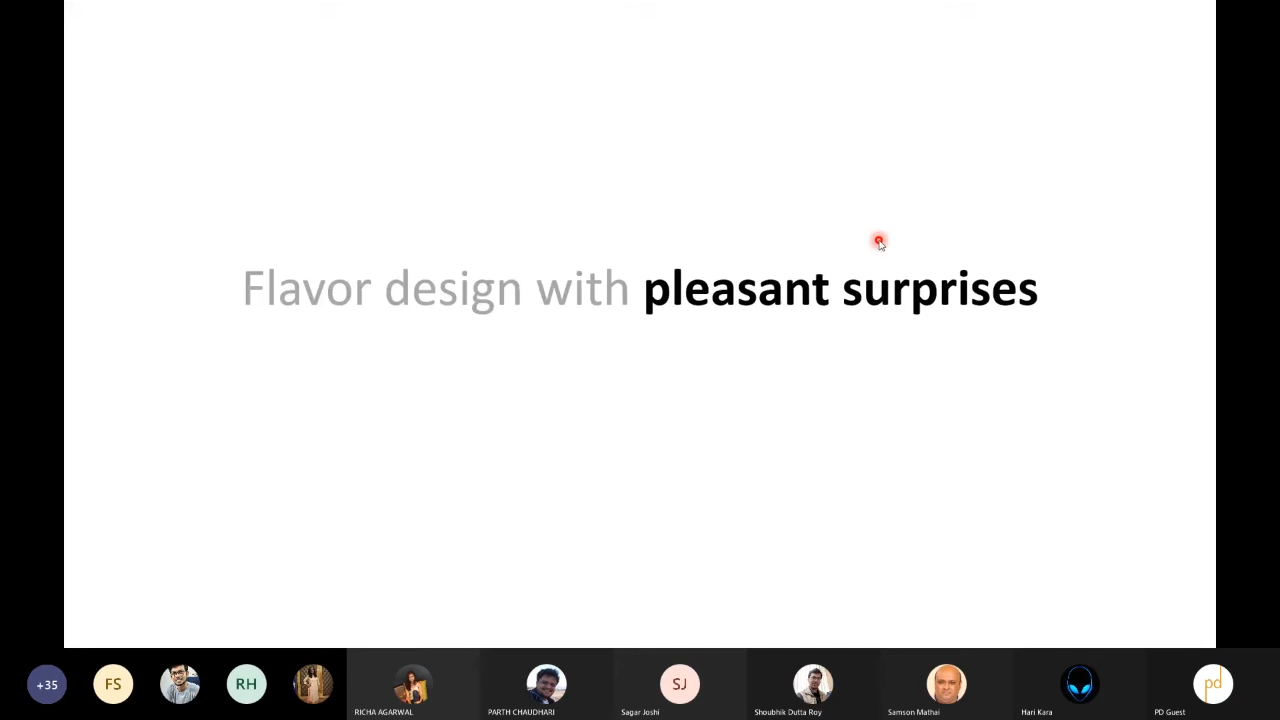 Flavor design with pleasant surprises
+35
FS
RH
SJ
pd
RICHA AGARWAL
PARTH CHAUDHARI
Sagar Joshi
Shoubhik Dutta Roy
Samson Mathai
Hari Kara
PD Guest